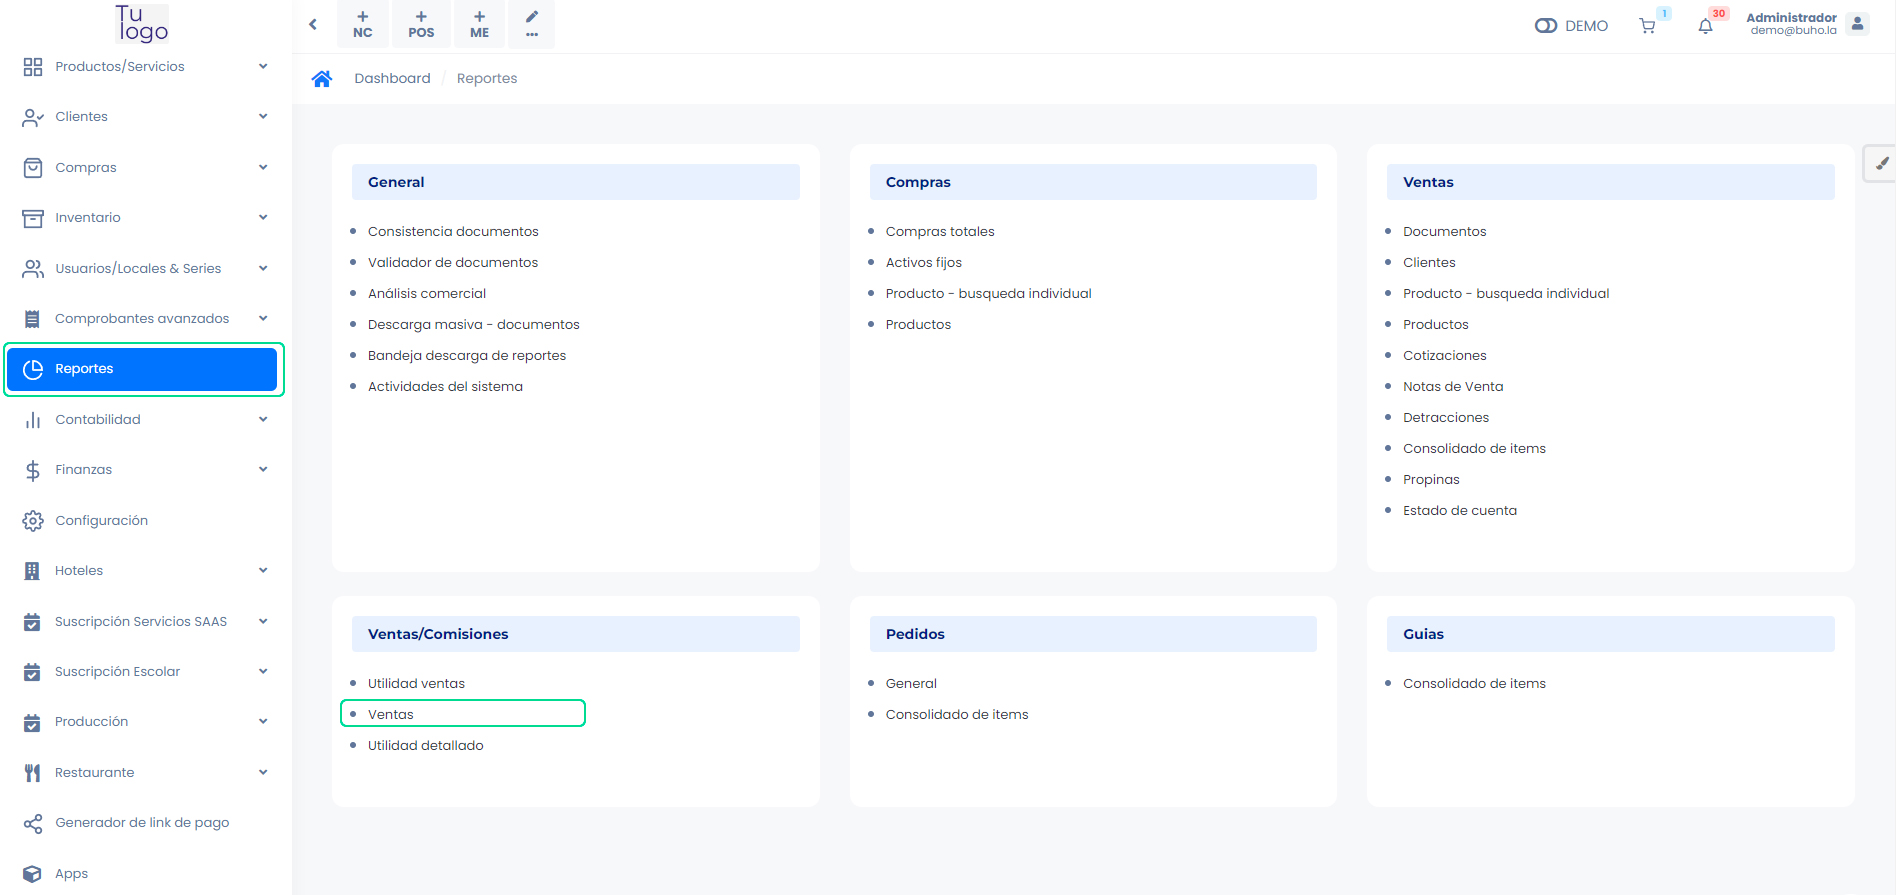 Tu
logo
Productos/Servicios
Clientes
Compras
Inventario
Usuarios/Locales & Series
Comprobantes avanzados
Reportes
Contabilidad
Finanzas
Configuración
Hoteles
Suscripción Servicios SAAS
Suscripción Escolar
Producción
Restaurante
Generador de link de pago
Apps
NC
POS
ME
...
DEMO
1
30
Administrador
demo@buho.la
Dashboard / Reportes
General
Consistencia documentos
Validador de documentos
Análisis comercial
Descarga masiva - documentos
Bandeja descarga de reportes
Actividades del sistema
Compras
Compras totales
Activos fijos
Producto - busqueda individual
Productos
Ventas
Documentos
Clientes
Producto - busqueda individual
Productos
Cotizaciones
Notas de Venta
Detracciones
Consolidado de items
Propinas
Estado de cuenta
Ventas/Comisiones
Utilidad ventas
Ventas
Utilidad detallado
Pedidos
General
Consolidado de items
Guias
Consolidado de items